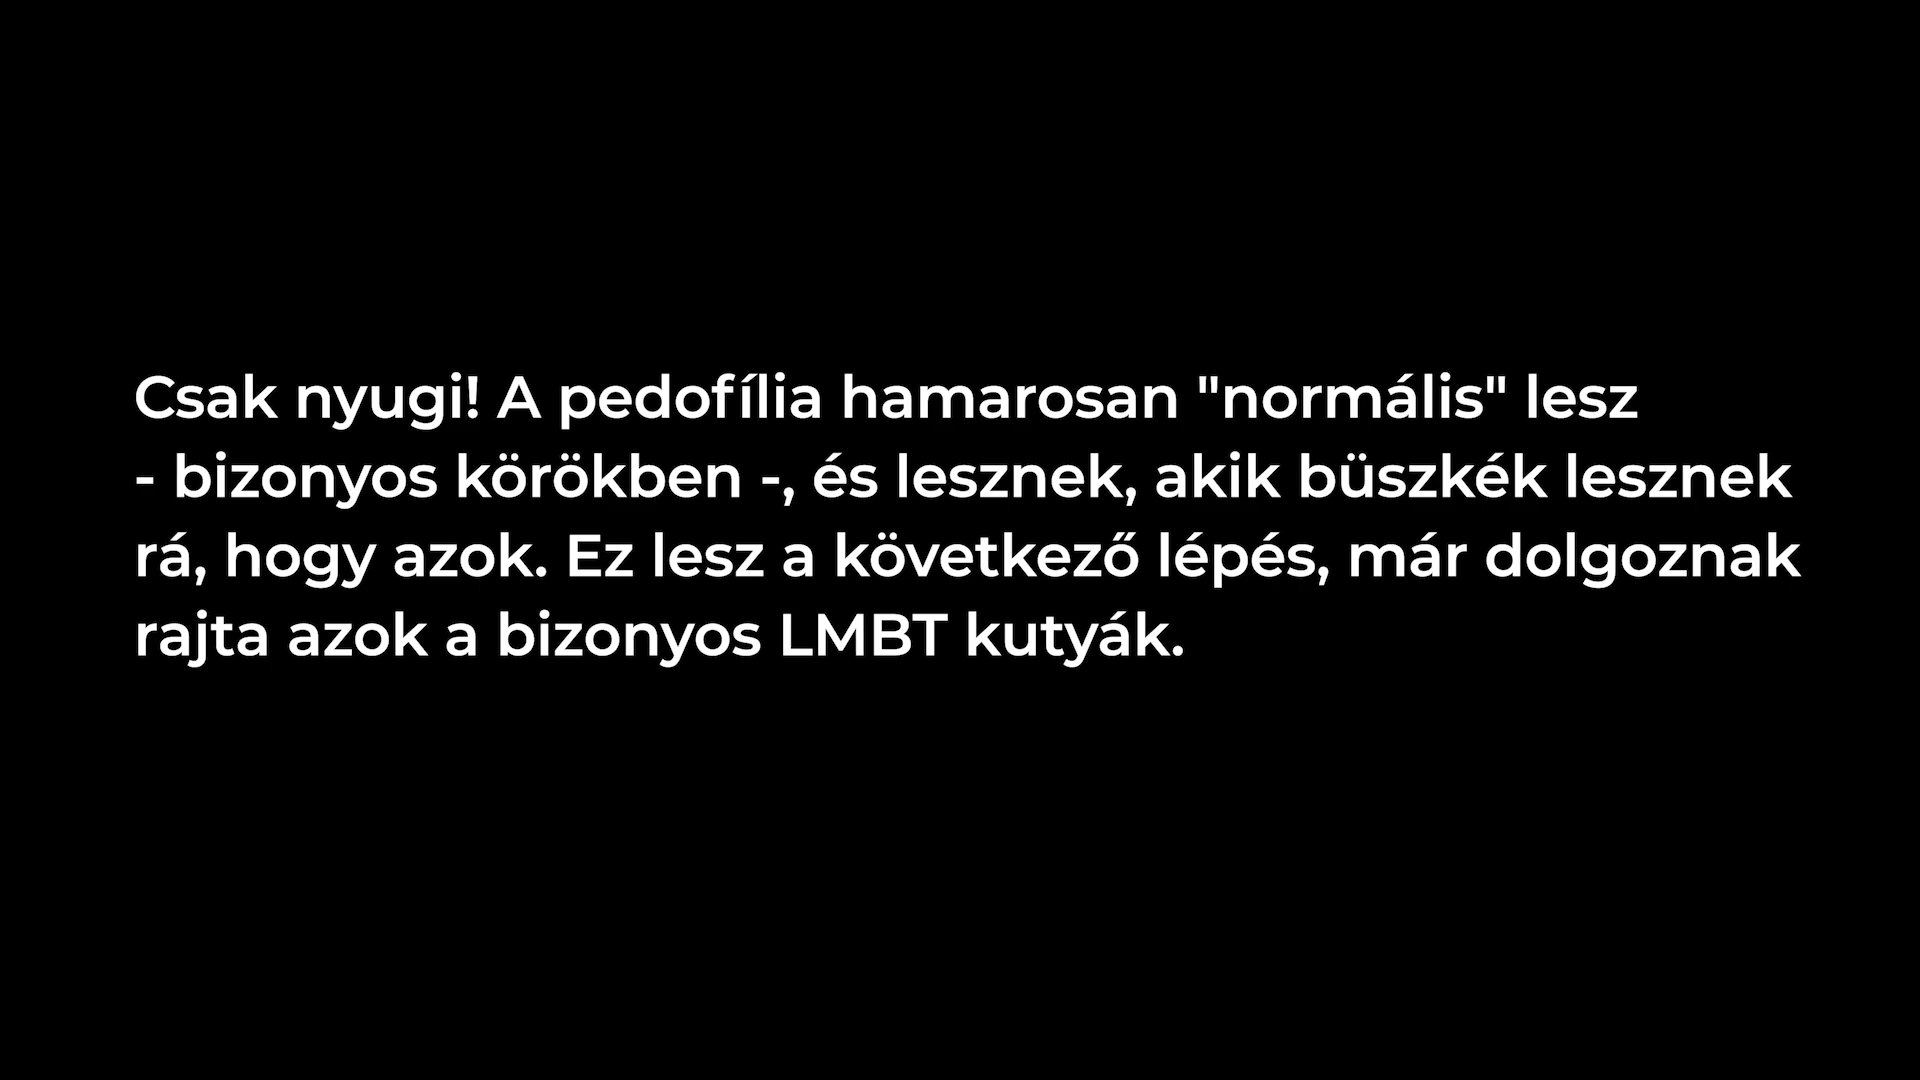 Csak nyugi! A pedofília hamarosan "normális" lesz
- bizonyos körökben -, és lesznek, akik büszkék lesznek
rá, hogy azok. Ez lesz a következő lépés, már dolgoznak
rajta azok a bizonyos LMBT kutyák.